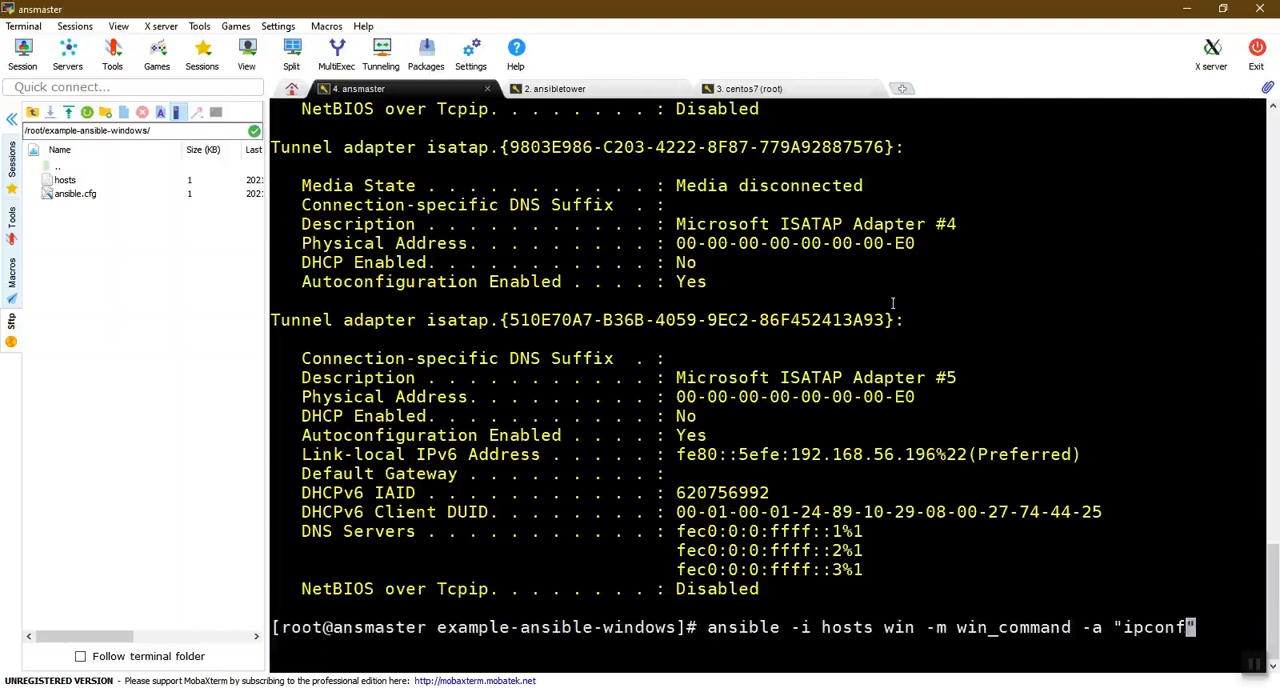 ansmaster
Terminal Sessions View X server Tools Games Settings Macros Help
Session Servers Tools Games Sessions View Split MultiExec Tunneling Packages Settings Help X server Exit
Quick connect...
4. ansmaster 2. ansibletower 3. centos7 (root)
/root/example-ansible-windows/
Name Size (KB) Last
..
hosts 1 202
ansible.cfg 1 202
Sessions
Tools
Macros
Sftp
NetBIOS over Tcpip. . . . . . . . : Disabled
Tunnel adapter isatap.{9803E986-C203-4222-8F87-779A92887576}:
Media State . . . . . . . . . . . : Media disconnected
Connection-specific DNS Suffix . :
Description . . . . . . . . . . . : Microsoft ISATAP Adapter #4
Physical Address. . . . . . . . . : 00-00-00-00-00-00-00-E0
DHCP Enabled. . . . . . . . . . . : No
Autoconfiguration Enabled . . . . : Yes
Tunnel adapter isatap.{510E70A7-B36B-4059-9EC2-86F452413A93}:
Connection-specific DNS Suffix . :
Description . . . . . . . . . . . : Microsoft ISATAP Adapter #5
Physical Address. . . . . . . . . : 00-00-00-00-00-00-00-E0
DHCP Enabled. . . . . . . . . . . : No
Autoconfiguration Enabled . . . . : Yes
Link-local IPv6 Address . . . . . : fe80::5efe:192.168.56.196%22(Preferred)
Default Gateway . . . . . . . . . :
DHCPv6 IAID . . . . . . . . . . . : 620756992
DHCPv6 Client DUID. . . . . . . . : 00-01-00-01-24-89-10-29-08-00-27-74-44-25
DNS Servers . . . . . . . . . . . : fec0:0:0:ffff::1%1
fec0:0:0:ffff::2%1
fec0:0:0:ffff::3%1
NetBIOS over Tcpip. . . . . . . . : Disabled
[root@ansmaster example-ansible-windows]# ansible -i hosts win -m win_command -a "ipconf"
Follow terminal folder
UNREGISTERED VERSION - Please support MobaXterm by subscribing to the professional edition here: http://mobaxterm.mobatek.net